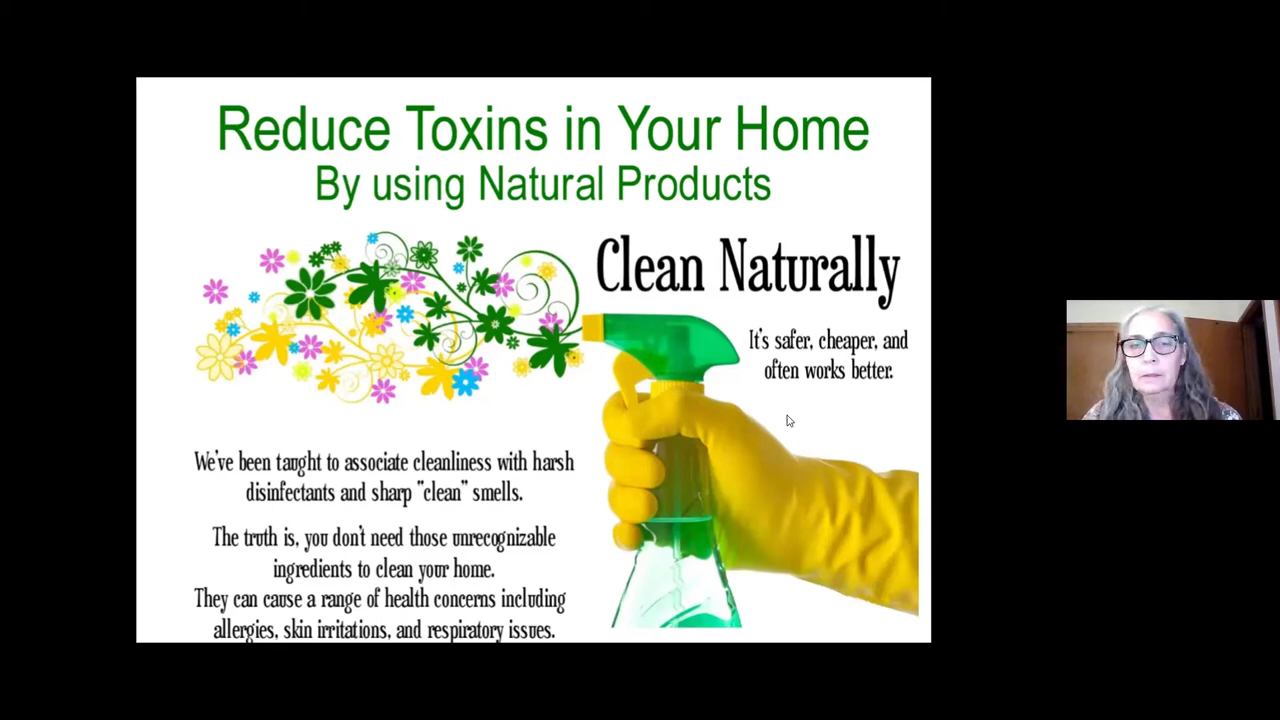 Reduce Toxins in Your Home
By using Natural Products
Clean Naturally
It's safer, cheaper, and
often works better.
We've been taught to associate cleanliness with harsh
disinfectants and sharp "clean" smells.
The truth is, you don't need those unrecognizable
ingredients to clean your home.
They can cause a range of health concerns including
allergies, skin irritations, and respiratory issues.